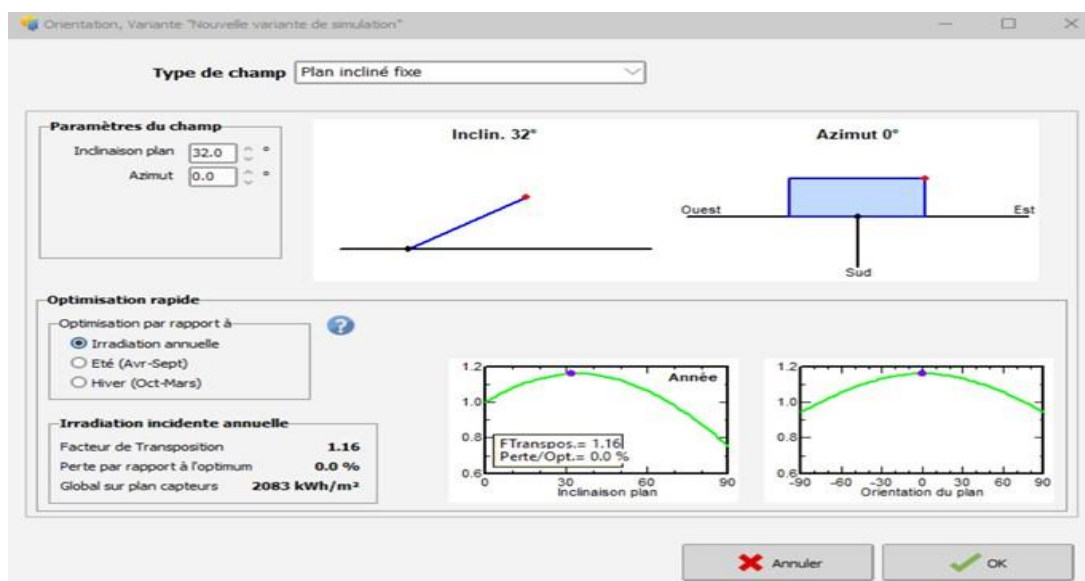 Orientation, Variante "Nouvelle variante de simulation"
Type de champ Plan incliné fixe
Paramètres du champ
Inclinaison plan 32.0 °
Azimut 0.0 °
Inclin. 32°
Azimut 0°
Ouest
Est
Sud
Optimisation rapide
Optimisation par rapport à
Irradiation annuelle
Eté (Avr-Sept)
Hiver (Oct-Mars)
?
Irradiation incidente annuelle
Facteur de Transposition 1.16
Perte par rapport à l'optimum 0.0 %
Global sur plan capteurs 2083 kWh/m²
1.2
1.0
0.8
0.6
Année
FTranspos.= 1.16
Perte/Opt.= 0.0 %
0 30 60 90
Inclinaison plan
1.2
1.0
0.8
0.6
-90 -60 -30 0 30 60 90
Orientation du plan
Annuler
OK